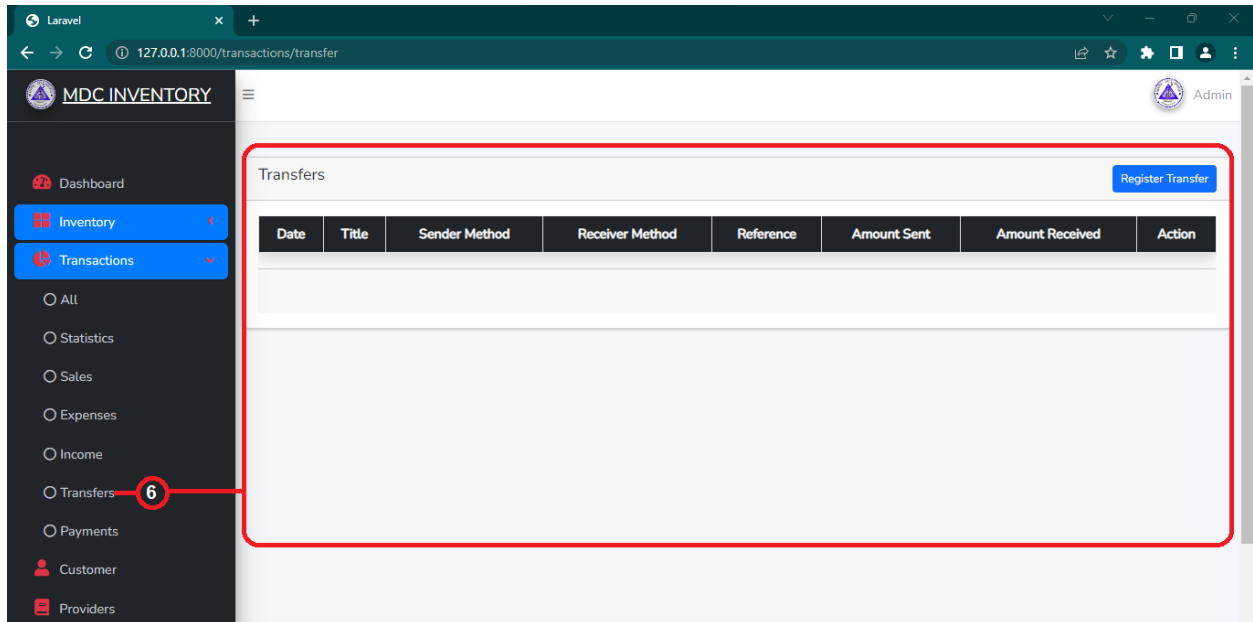 Laravel
127.0.0.1:8000/transactions/transfer
MDC INVENTORY
Admin
Dashboard
Inventory
Transactions
All
Statistics
Sales
Expenses
Income
Transfers
6
Payments
Customer
Providers
Transfers
Register Transfer
Date Title Sender Method Receiver Method Reference Amount Sent Amount Received Action